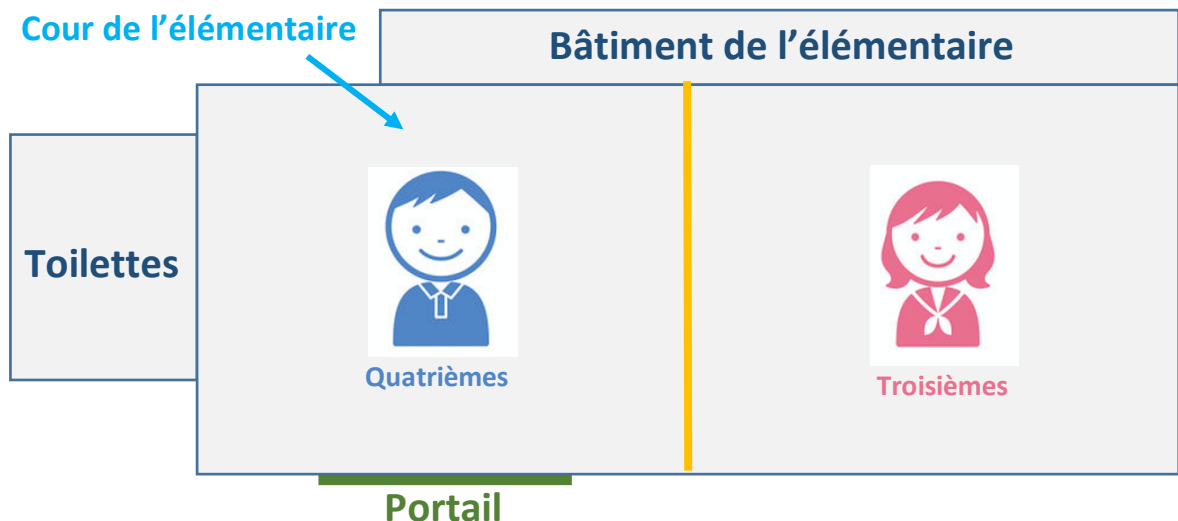 Cour de l’élémentaire
Bâtiment de l’élémentaire
Toilettes
Quatrièmes
Troisièmes
Portail